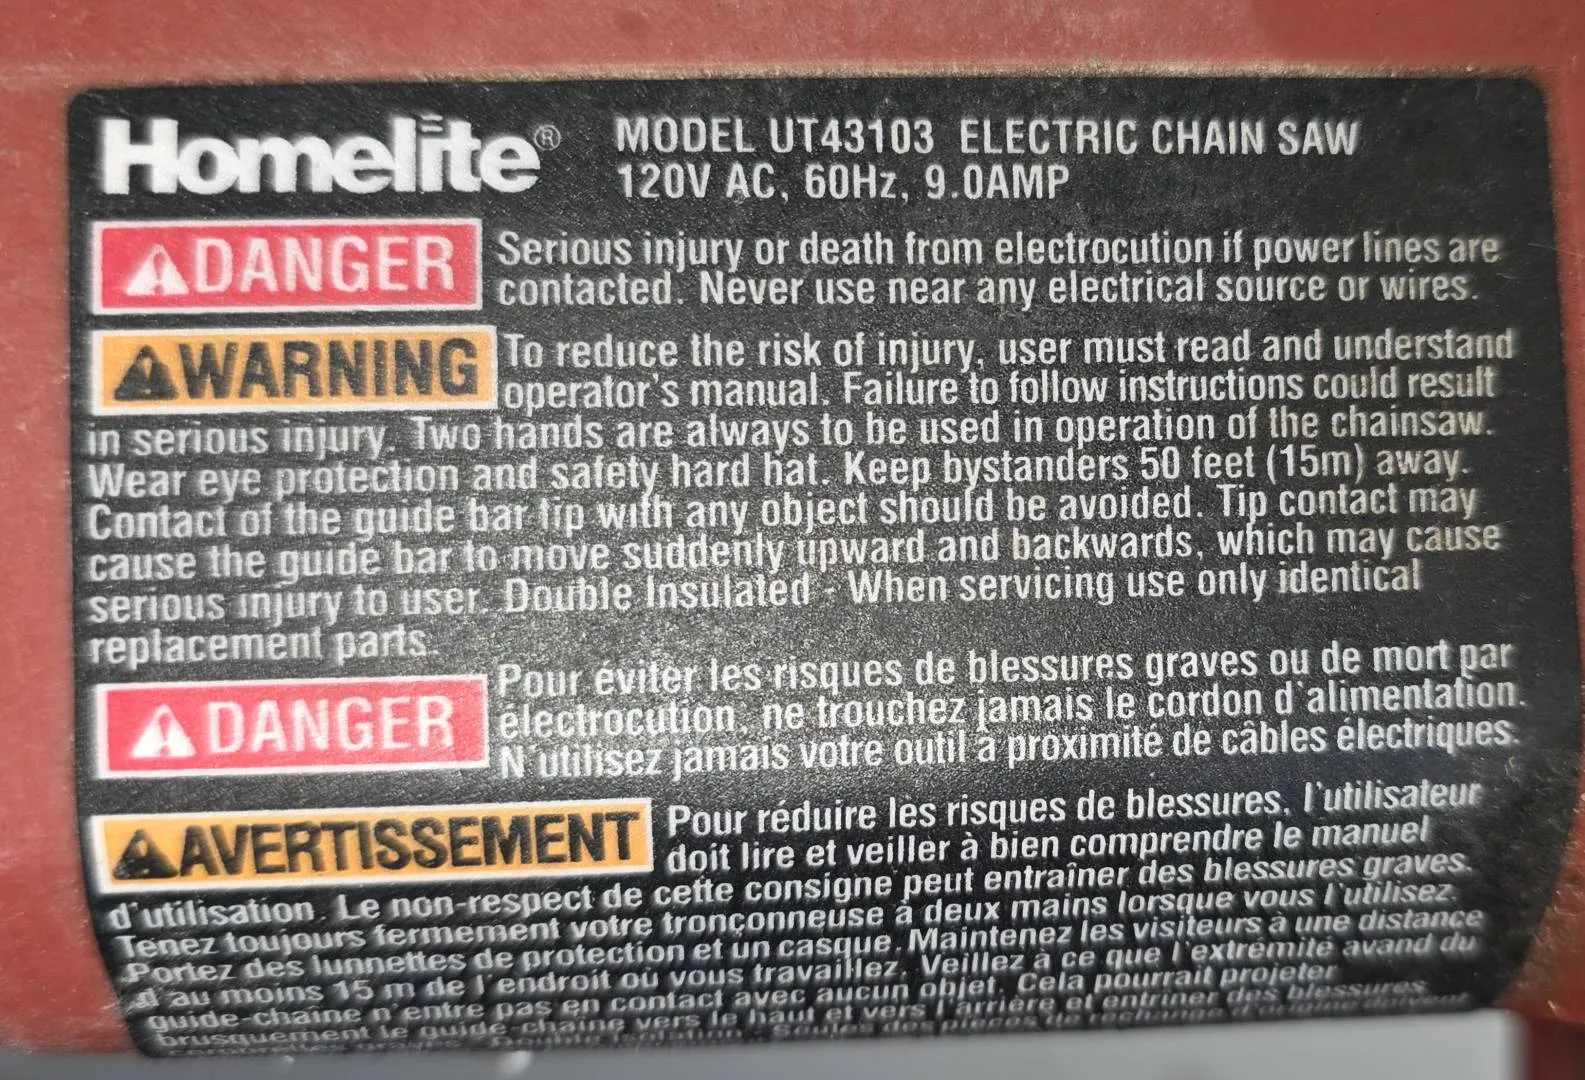 Homelite®
MODEL UT43103 ELECTRIC CHAIN SAW
120V AC, 60Hz, 9.0AMP
DANGER
Serious injury or death from electrocution if power lines are
contacted. Never use near any electrical source or wires.
WARNING
To reduce the risk of injury, user must read and understand
operator's manual. Failure to follow instructions could result
in serious injury. Two hands are always to be used in operation of the chainsaw.
Wear eye protection and safety hard hat. Keep bystanders 50 feet (15m) away.
Contact of the guide bar tip with any object should be avoided. Tip contact may
cause the guide bar to move suddenly upward and backwards, which may cause
serious injury to user. Double Insulated - When servicing use only identical
replacement parts.
DANGER
Pour éviter les risques de blessures graves ou de mort par
électrocution, ne trouchez jamais le cordon d'alimentation.
N'utilisez jamais votre outil à proximité de câbles électriques.
AVERTISSEMENT
Pour réduire les risques de blessures, l'utilisateur
doit lire et veiller à bien comprendre le manuel
d'utilisation. Le non-respect de cette consigne peut entraîner des blessures graves.
Tenez toujours fermement votre tronçonneuse à deux mains lorsque vous l'utilisez.
Portez des lunnettes de protection et un casque. Maintenez les visiteurs à une distance
d'au moins 15 m de l'endroit où vous travaillez. Veillez à ce que l'extrémité avand du
guide-chaîne n'entre pas en contact avec aucun objet. Cela pourrait projeter
brusquement le guide-chaîne vers le haut et vers l'arrière et entriner des blessures